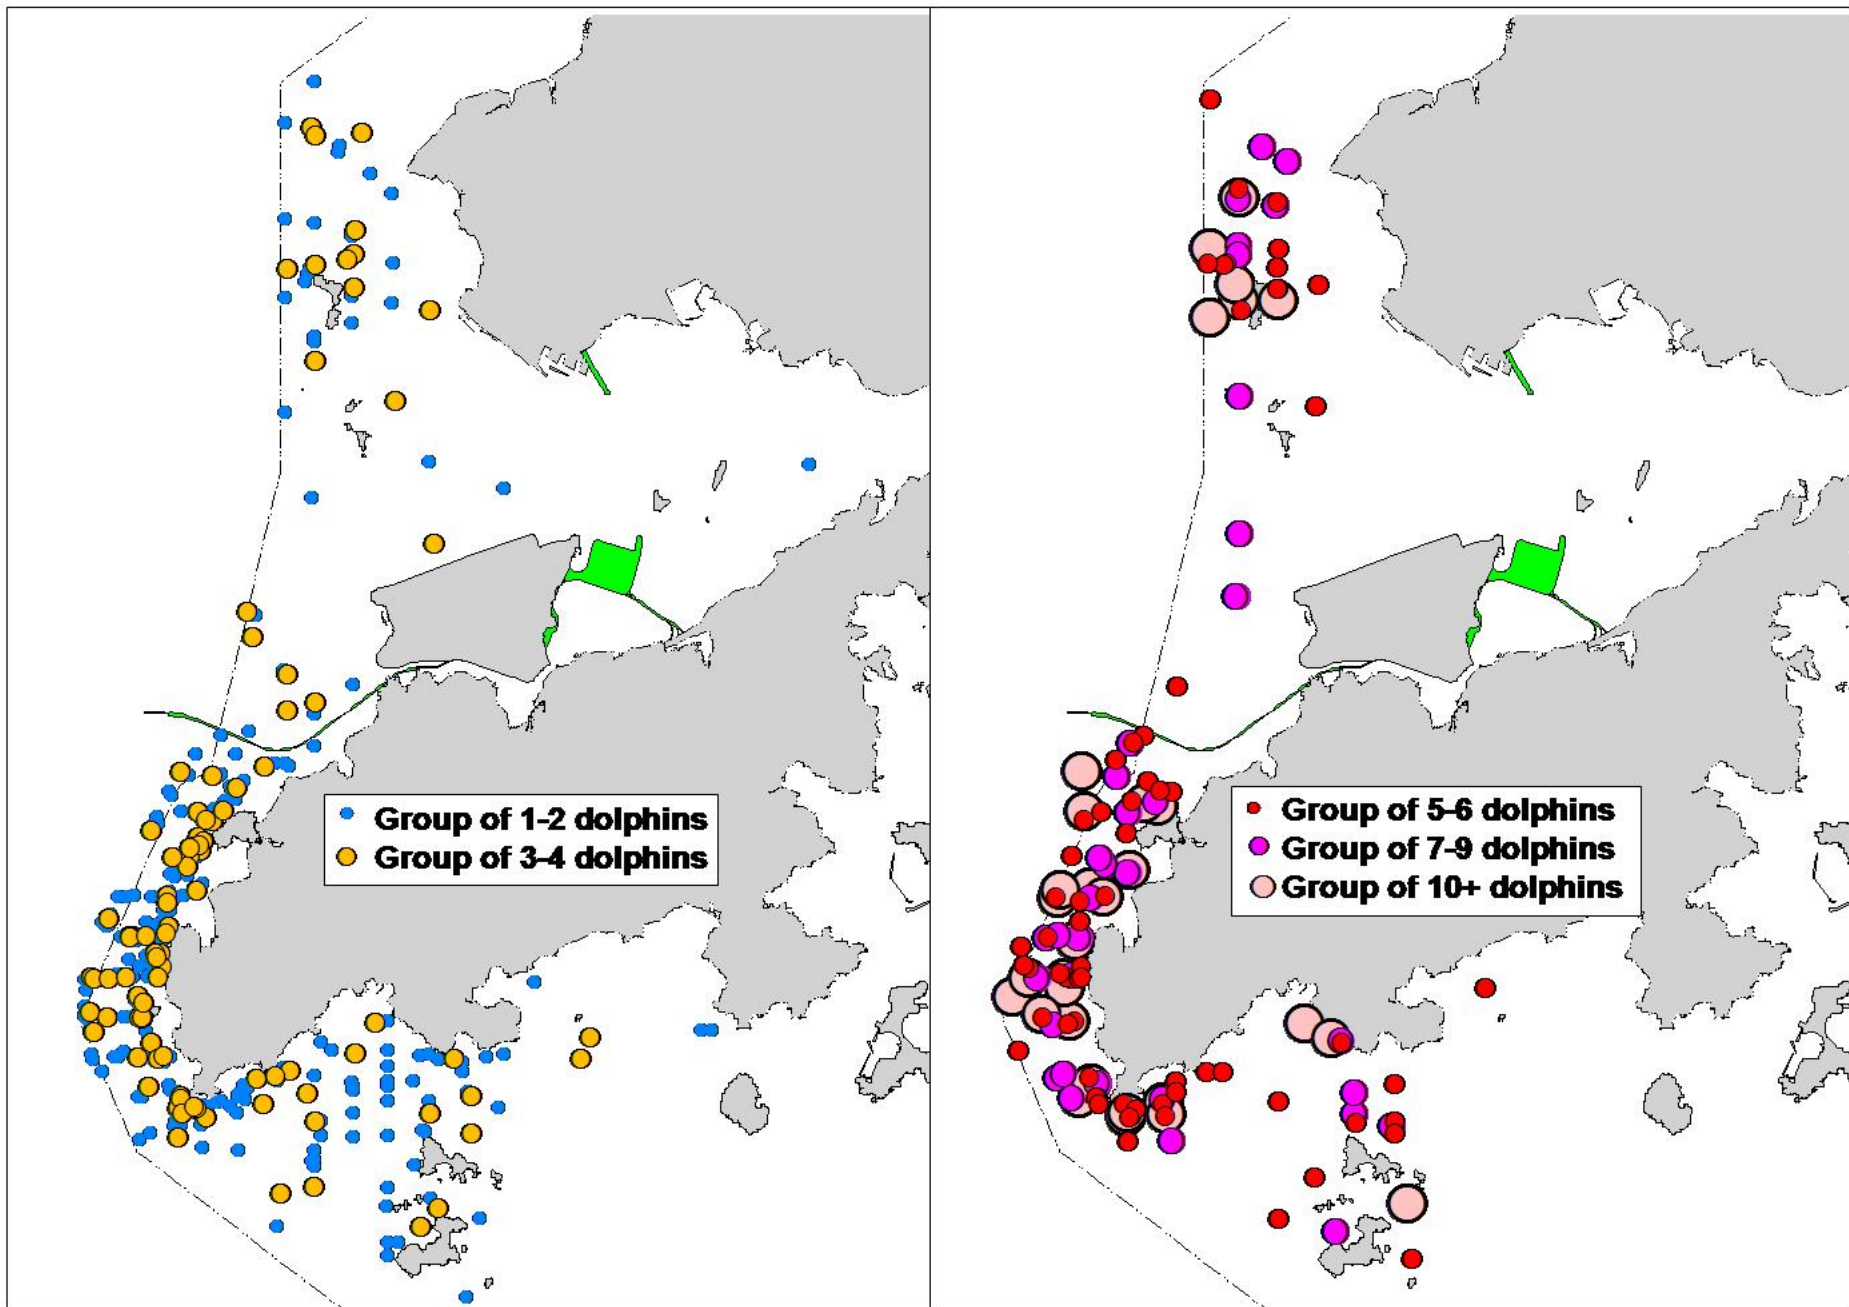 Group of 1-2 dolphins
Group of 3-4 dolphins
Group of 5-6 dolphins
Group of 7-9 dolphins
Group of 10+ dolphins